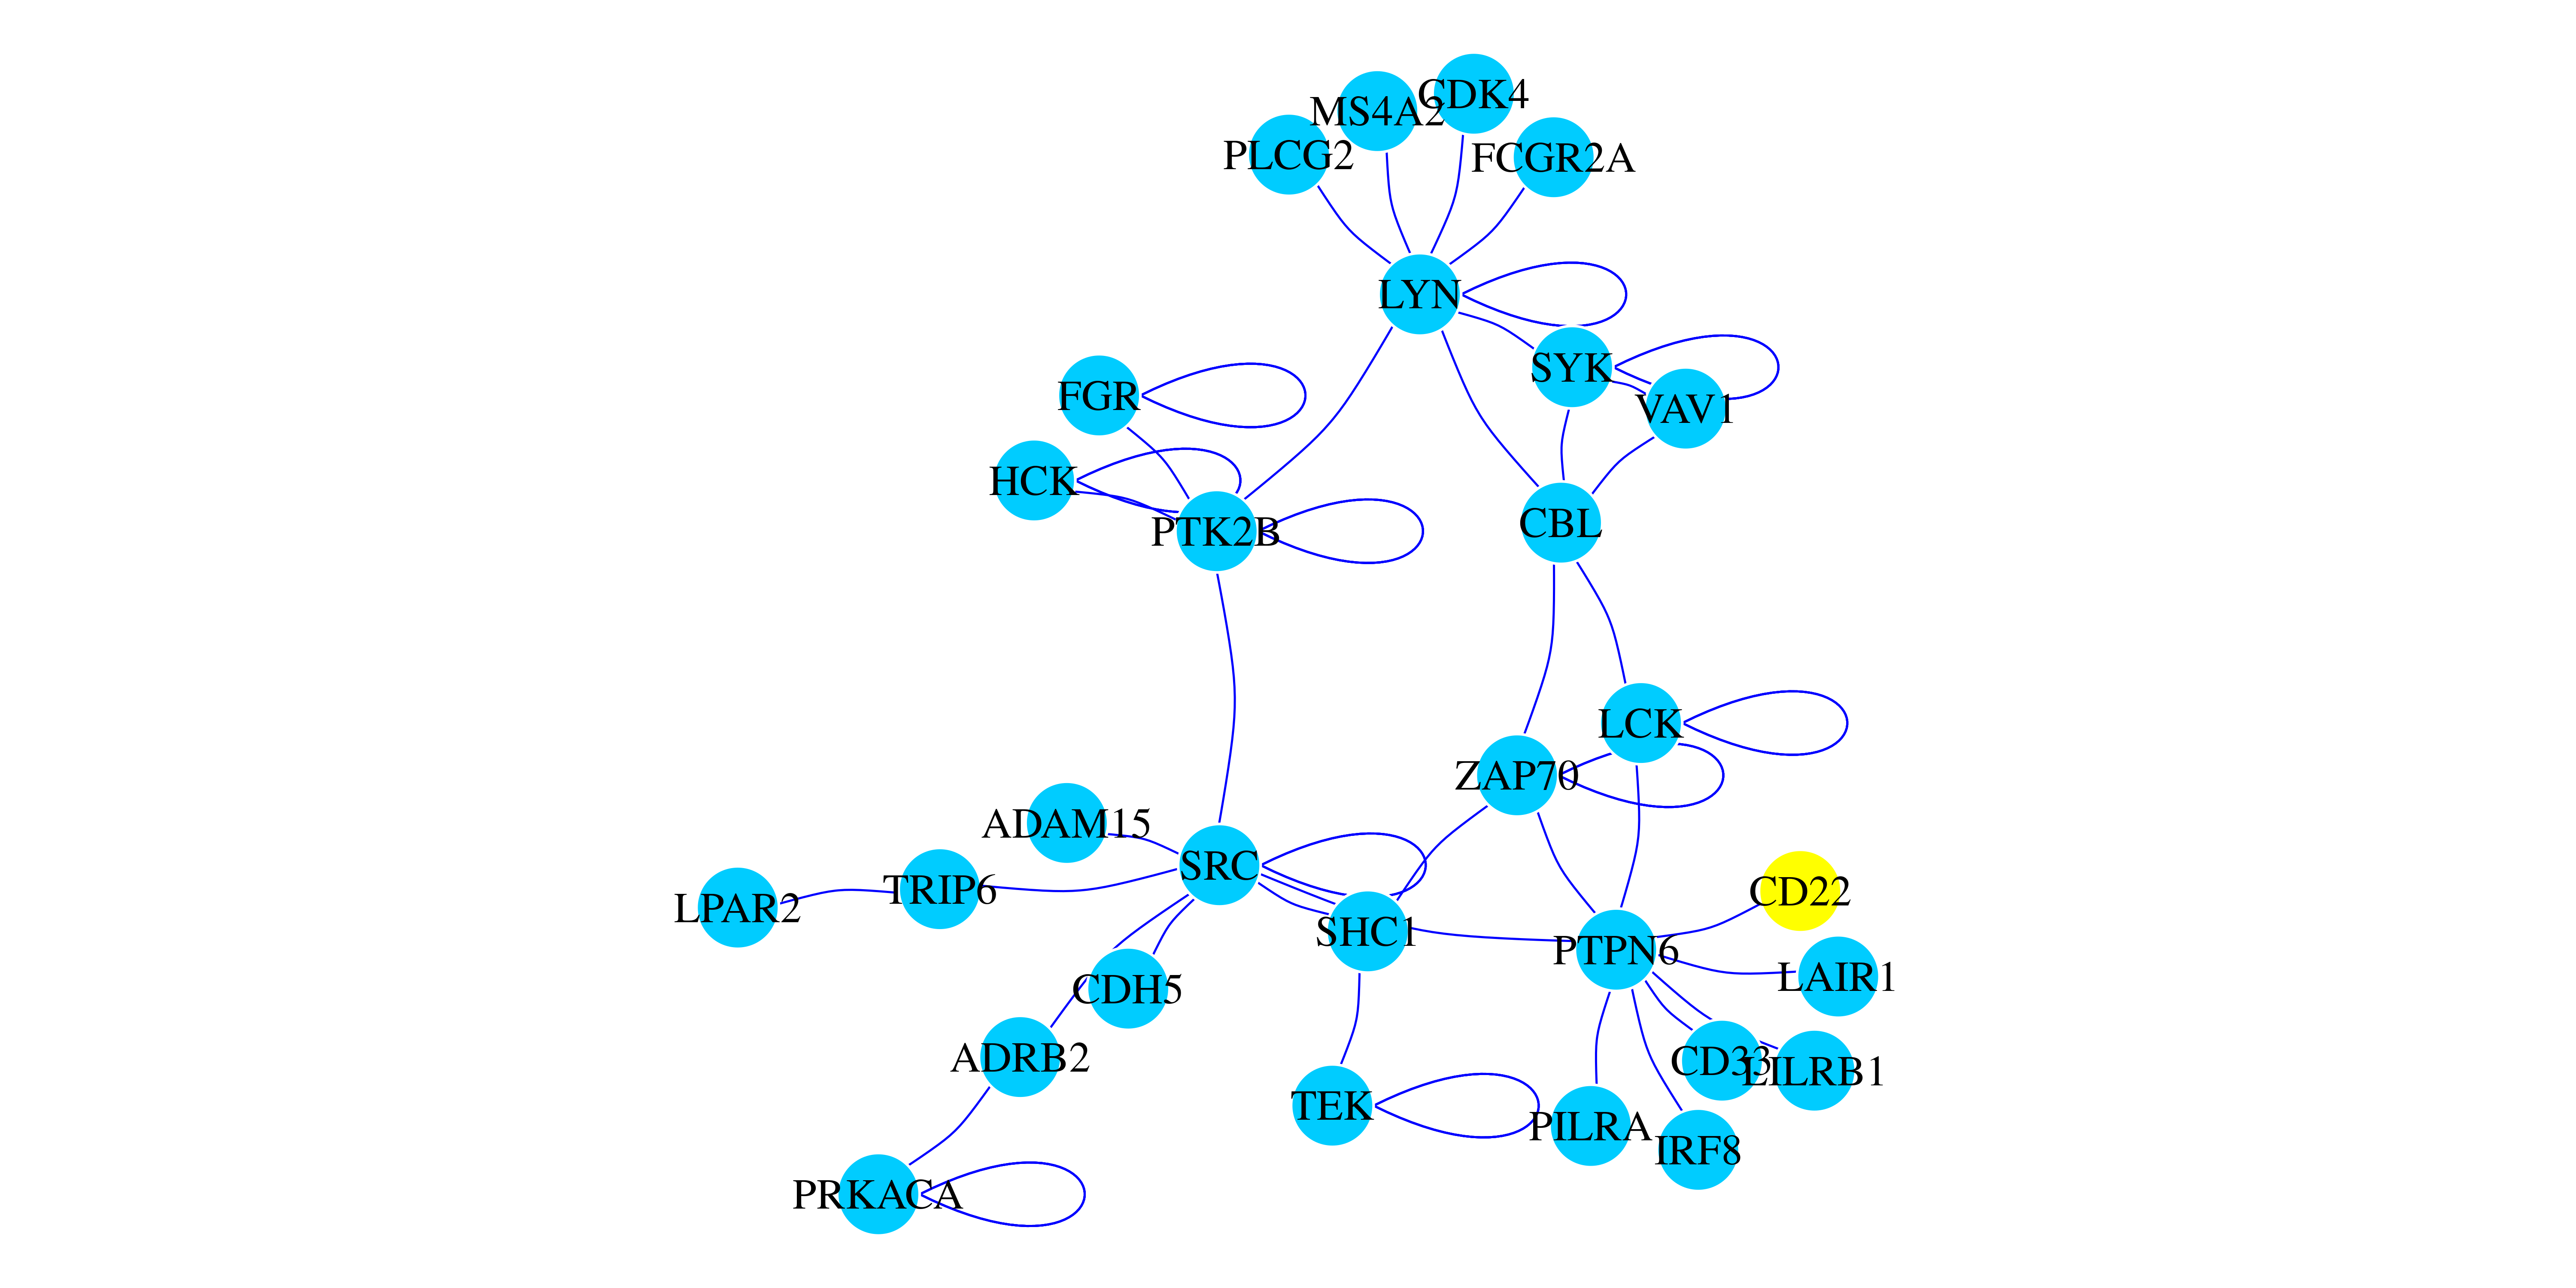 CDK4
MS4A2
PLCG2
FCGR2A
LYN
SYK
FGR
VAV1
HCK
CBL
PTK2B
LCK
ZAP70
ADAM15
SRC
TRIP6
CD22
LPAR2
SHC1
PTPN6
LAIR1
CDH5
ADRB2
CD33
LILRB1
TEK
PILRA
IRF8
PRKACA